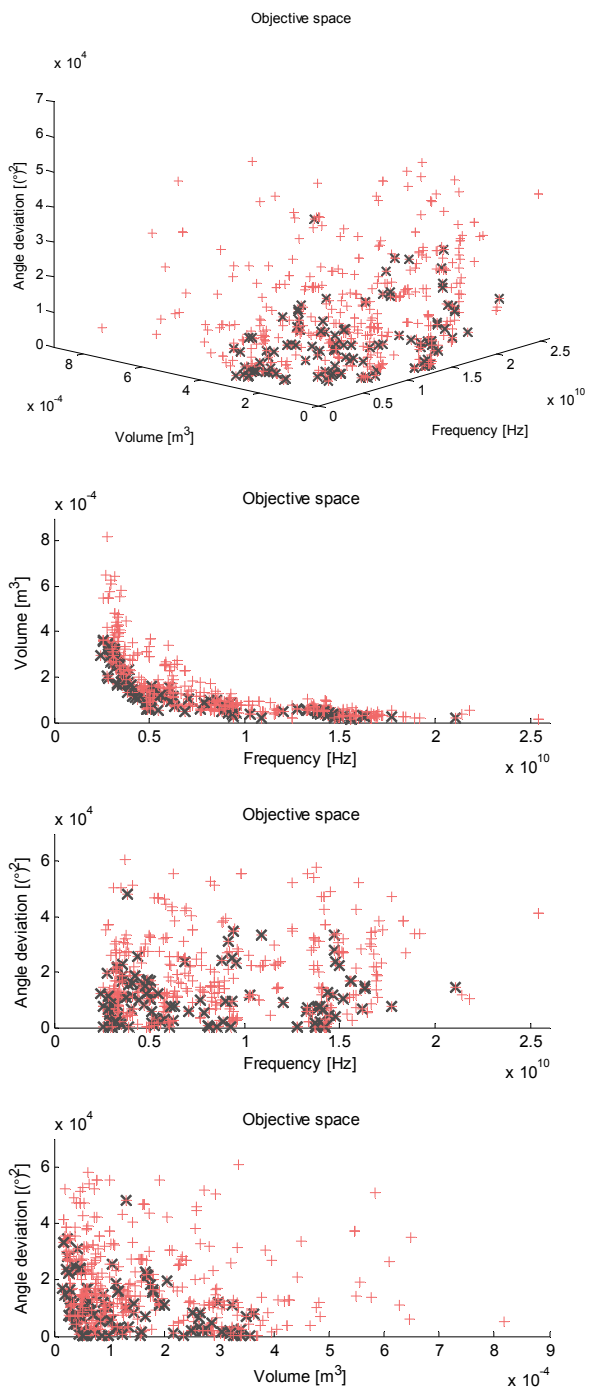 Objective space
x 10^4
7
6
5
4
3
2
1
0
Angle deviation [(°)^2]
8 6 4 2 0
0 0.5 1 1.5 2 2.5
x 10^-4
x 10^10
Volume [m^3]
Frequency [Hz]
x 10^-4
Objective space
8
6
4
2
0
Volume [m^3]
0 0.5 1 1.5 2 2.5
Frequency [Hz]
x 10^10
x 10^4
Objective space
6
4
2
0
Angle deviation [(°)^2]
0 0.5 1 1.5 2 2.5
Frequency [Hz]
x 10^10
x 10^4
Objective space
6
4
2
0
Angle deviation [(°)^2]
0 1 2 3 4 5 6 7 8 9
Volume [m^3]
x 10^-4